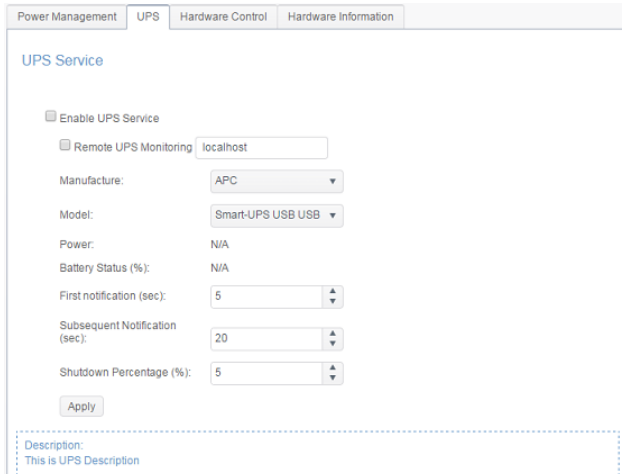 Power Management UPS Hardware Control Hardware Information
UPS Service
Enable UPS Service
Remote UPS Monitoring localhost
Manufacture: APC
Model: Smart-UPS USB USB
Power: N/A
Battery Status (%): N/A
First notification (sec): 5
Subsequent Notification
(sec): 20
Shutdown Percentage (%): 5
Apply
Description:
This is UPS Description